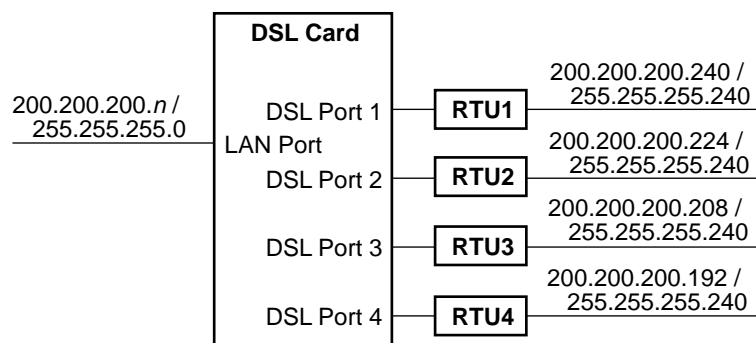 DSL Card
200.200.200.n /
255.255.255.0
LAN Port
DSL Port 1
RTU1
200.200.200.240 /
255.255.255.240
DSL Port 2
RTU2
200.200.200.224 /
255.255.255.240
DSL Port 3
RTU3
200.200.200.208 /
255.255.255.240
DSL Port 4
RTU4
200.200.200.192 /
255.255.255.240